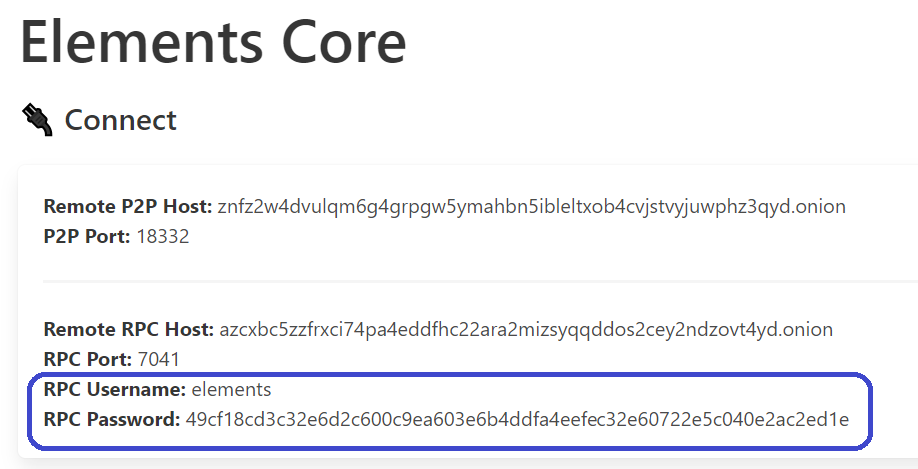 Elements Core
Connect
Remote P2P Host: znfz2w4dvulqm6g4grpgw5ymahbn5ibleltxob4cvjstvyjuwphz3qyd.onion
P2P Port: 18332
Remote RPC Host: azcxbc5zzfrxci74pa4eddfhc22ara2mizsyqqddos2cey2ndzovt4yd.onion
RPC Port: 7041
RPC Username: elements
RPC Password: 49cf18cd3c32e6d2c600c9ea603e6b4ddfa4eefec32e60722e5c040e2ac2ed1e